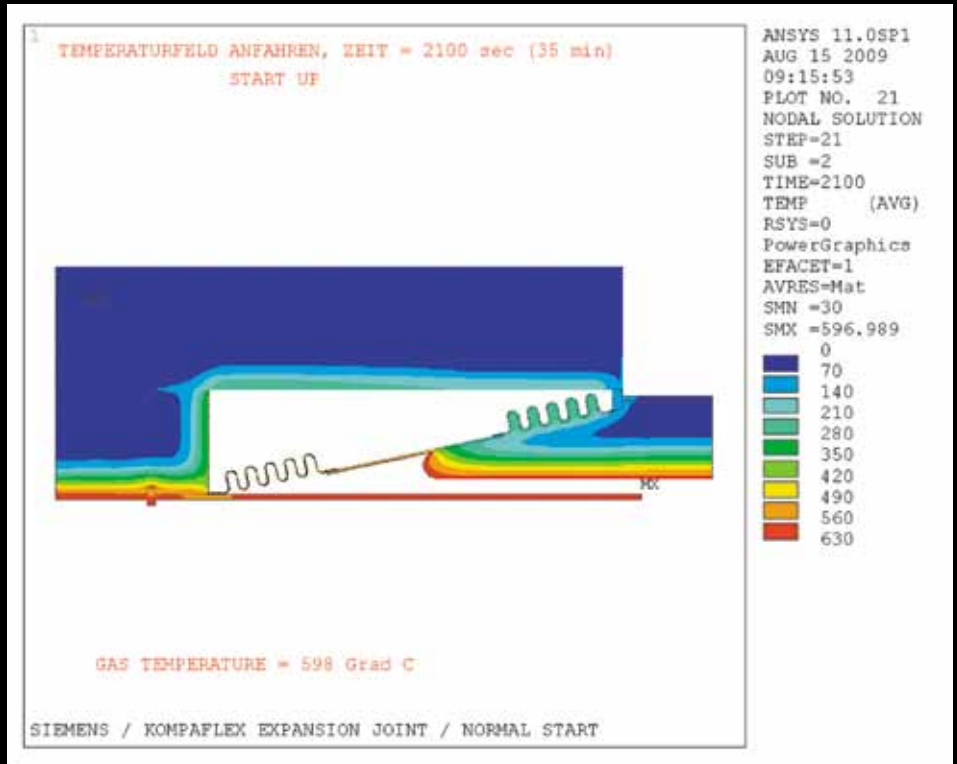 1
TEMPERATURFELD ANFAHREN, ZEIT = 2100 sec (35 min)
START UP
ANSYS 11.0SP1
AUG 15 2009
09:15:53
PLOT NO. 21
NODAL SOLUTION
STEP=21
SUB =2
TIME=2100
TEMP (AVG)
RSYS=0
PowerGraphics
EFACET=1
AVRES=Mat
SMN =30
SMX =596.989
0
70
140
210
280
350
420
490
560
630
MX
GAS TEMPERATURE = 598 Grad C
SIEMENS / KOMPAFLEX EXPANSION JOINT / NORMAL START